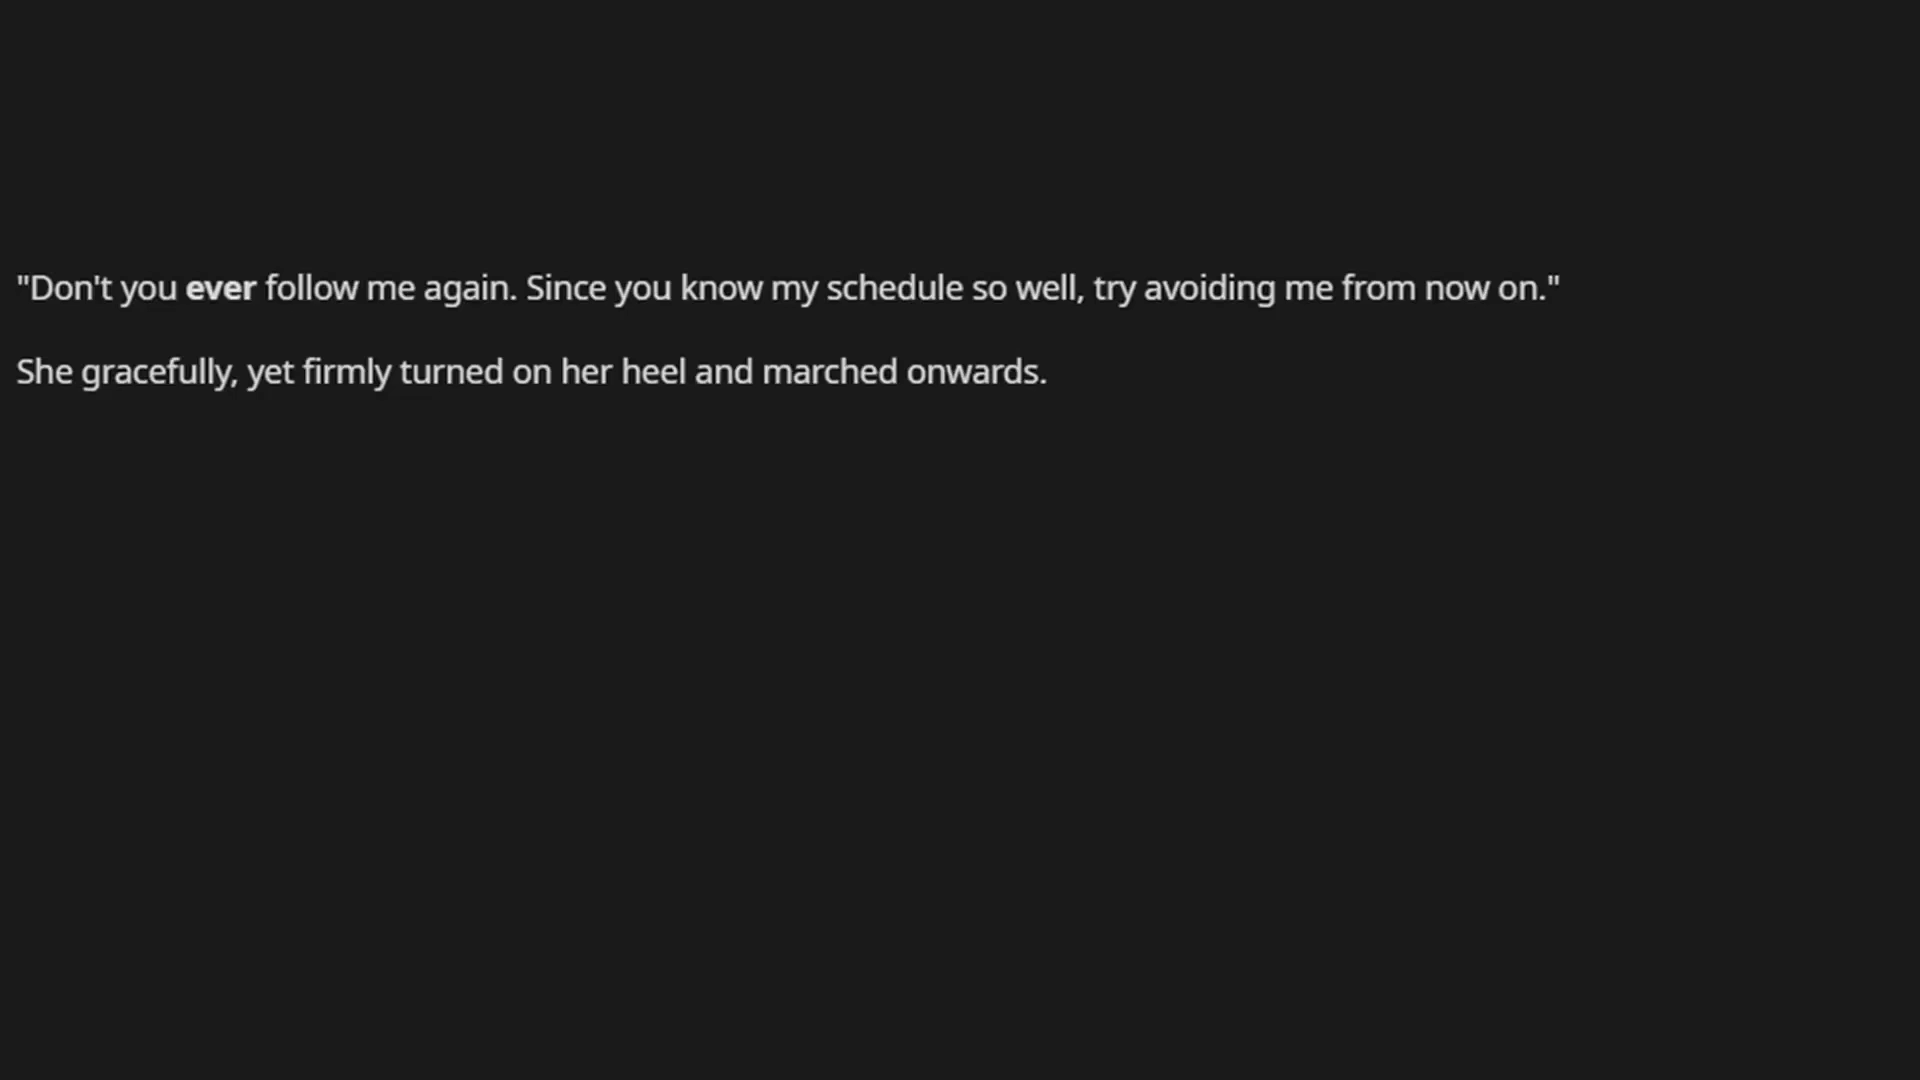 "Don't you ever follow me again. Since you know my schedule so well, try avoiding me from now on."
She gracefully, yet firmly turned on her heel and marched onwards.